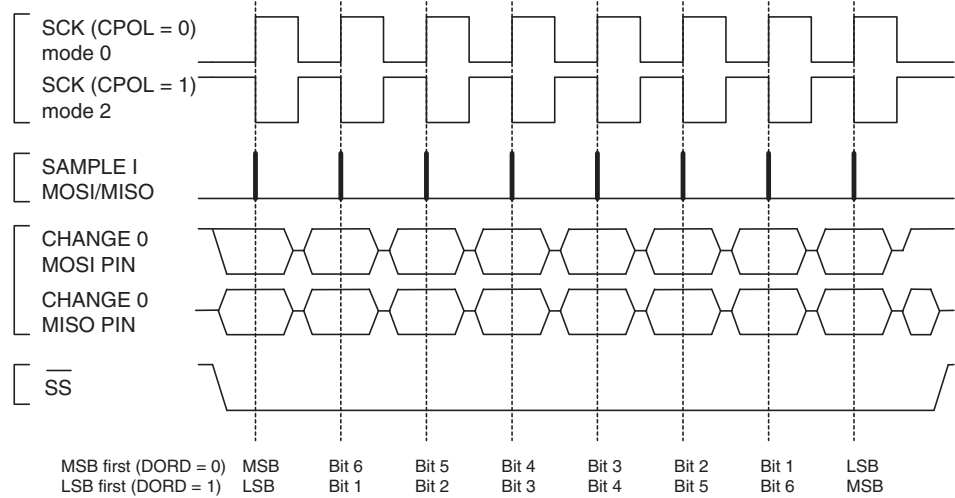 SCK (CPOL = 0)
mode 0
SCK (CPOL = 1)
mode 2
SAMPLE I
MOSI/MISO
CHANGE 0
MOSI PIN
CHANGE 0
MISO PIN
SS
MSB first (DORD = 0) MSB Bit 6 Bit 5 Bit 4 Bit 3 Bit 2 Bit 1 LSB
LSB first (DORD = 1) LSB Bit 1 Bit 2 Bit 3 Bit 4 Bit 5 Bit 6 MSB